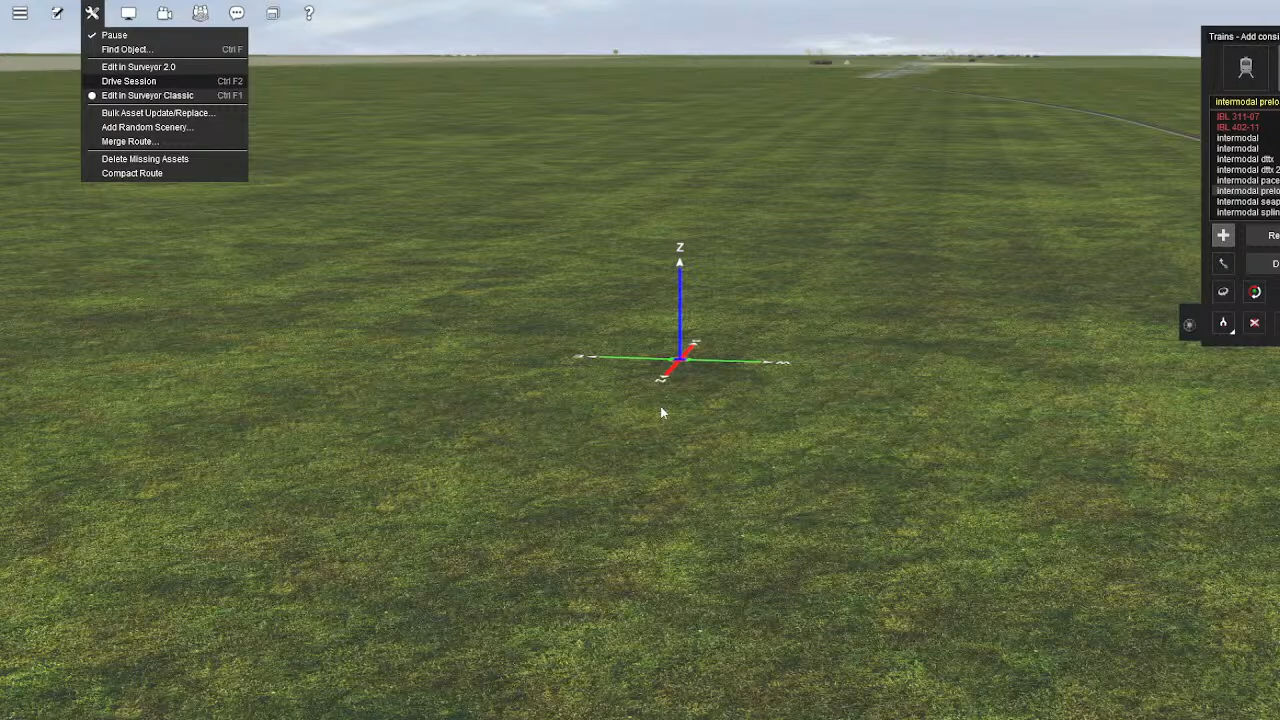 Pause
Find Object... Ctrl F
Edit in Surveyor 2.0
Drive Session Ctrl F2
Edit in Surveyor Classic Ctrl F1
Bulk Asset Update/Replace...
Add Random Scenery...
Merge Route...
Delete Missing Assets
Compact Route
Trains - Add consi
intermodal prelo
IBL 311-07
IBL 402-11
intermodal
intermodal
intermodal dttx
intermodal dttx 2
intermodal pace
intermodal prelo
Intermodal seap
intermodal splin
Re
D
Z